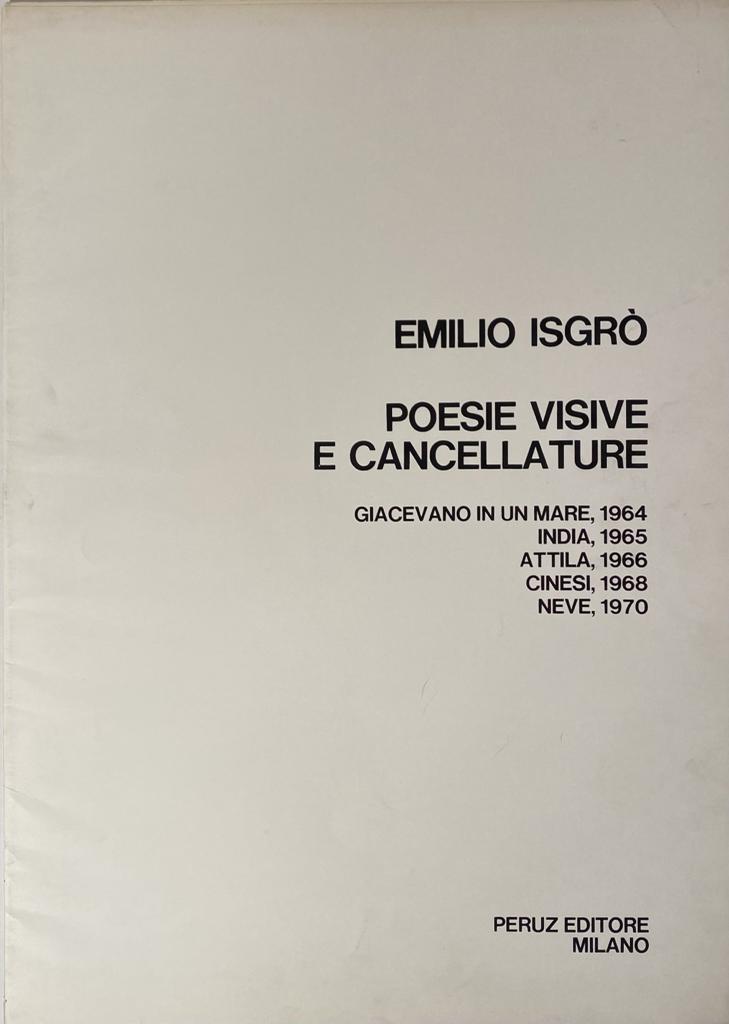 EMILIO ISGRÒ
POESIE VISIVE
E CANCELLATURE
GIACEVANO IN UN MARE, 1964
INDIA, 1965
ATTILA, 1966
CINESI, 1968
NEVE, 1970
PERUZ EDITORE
MILANO